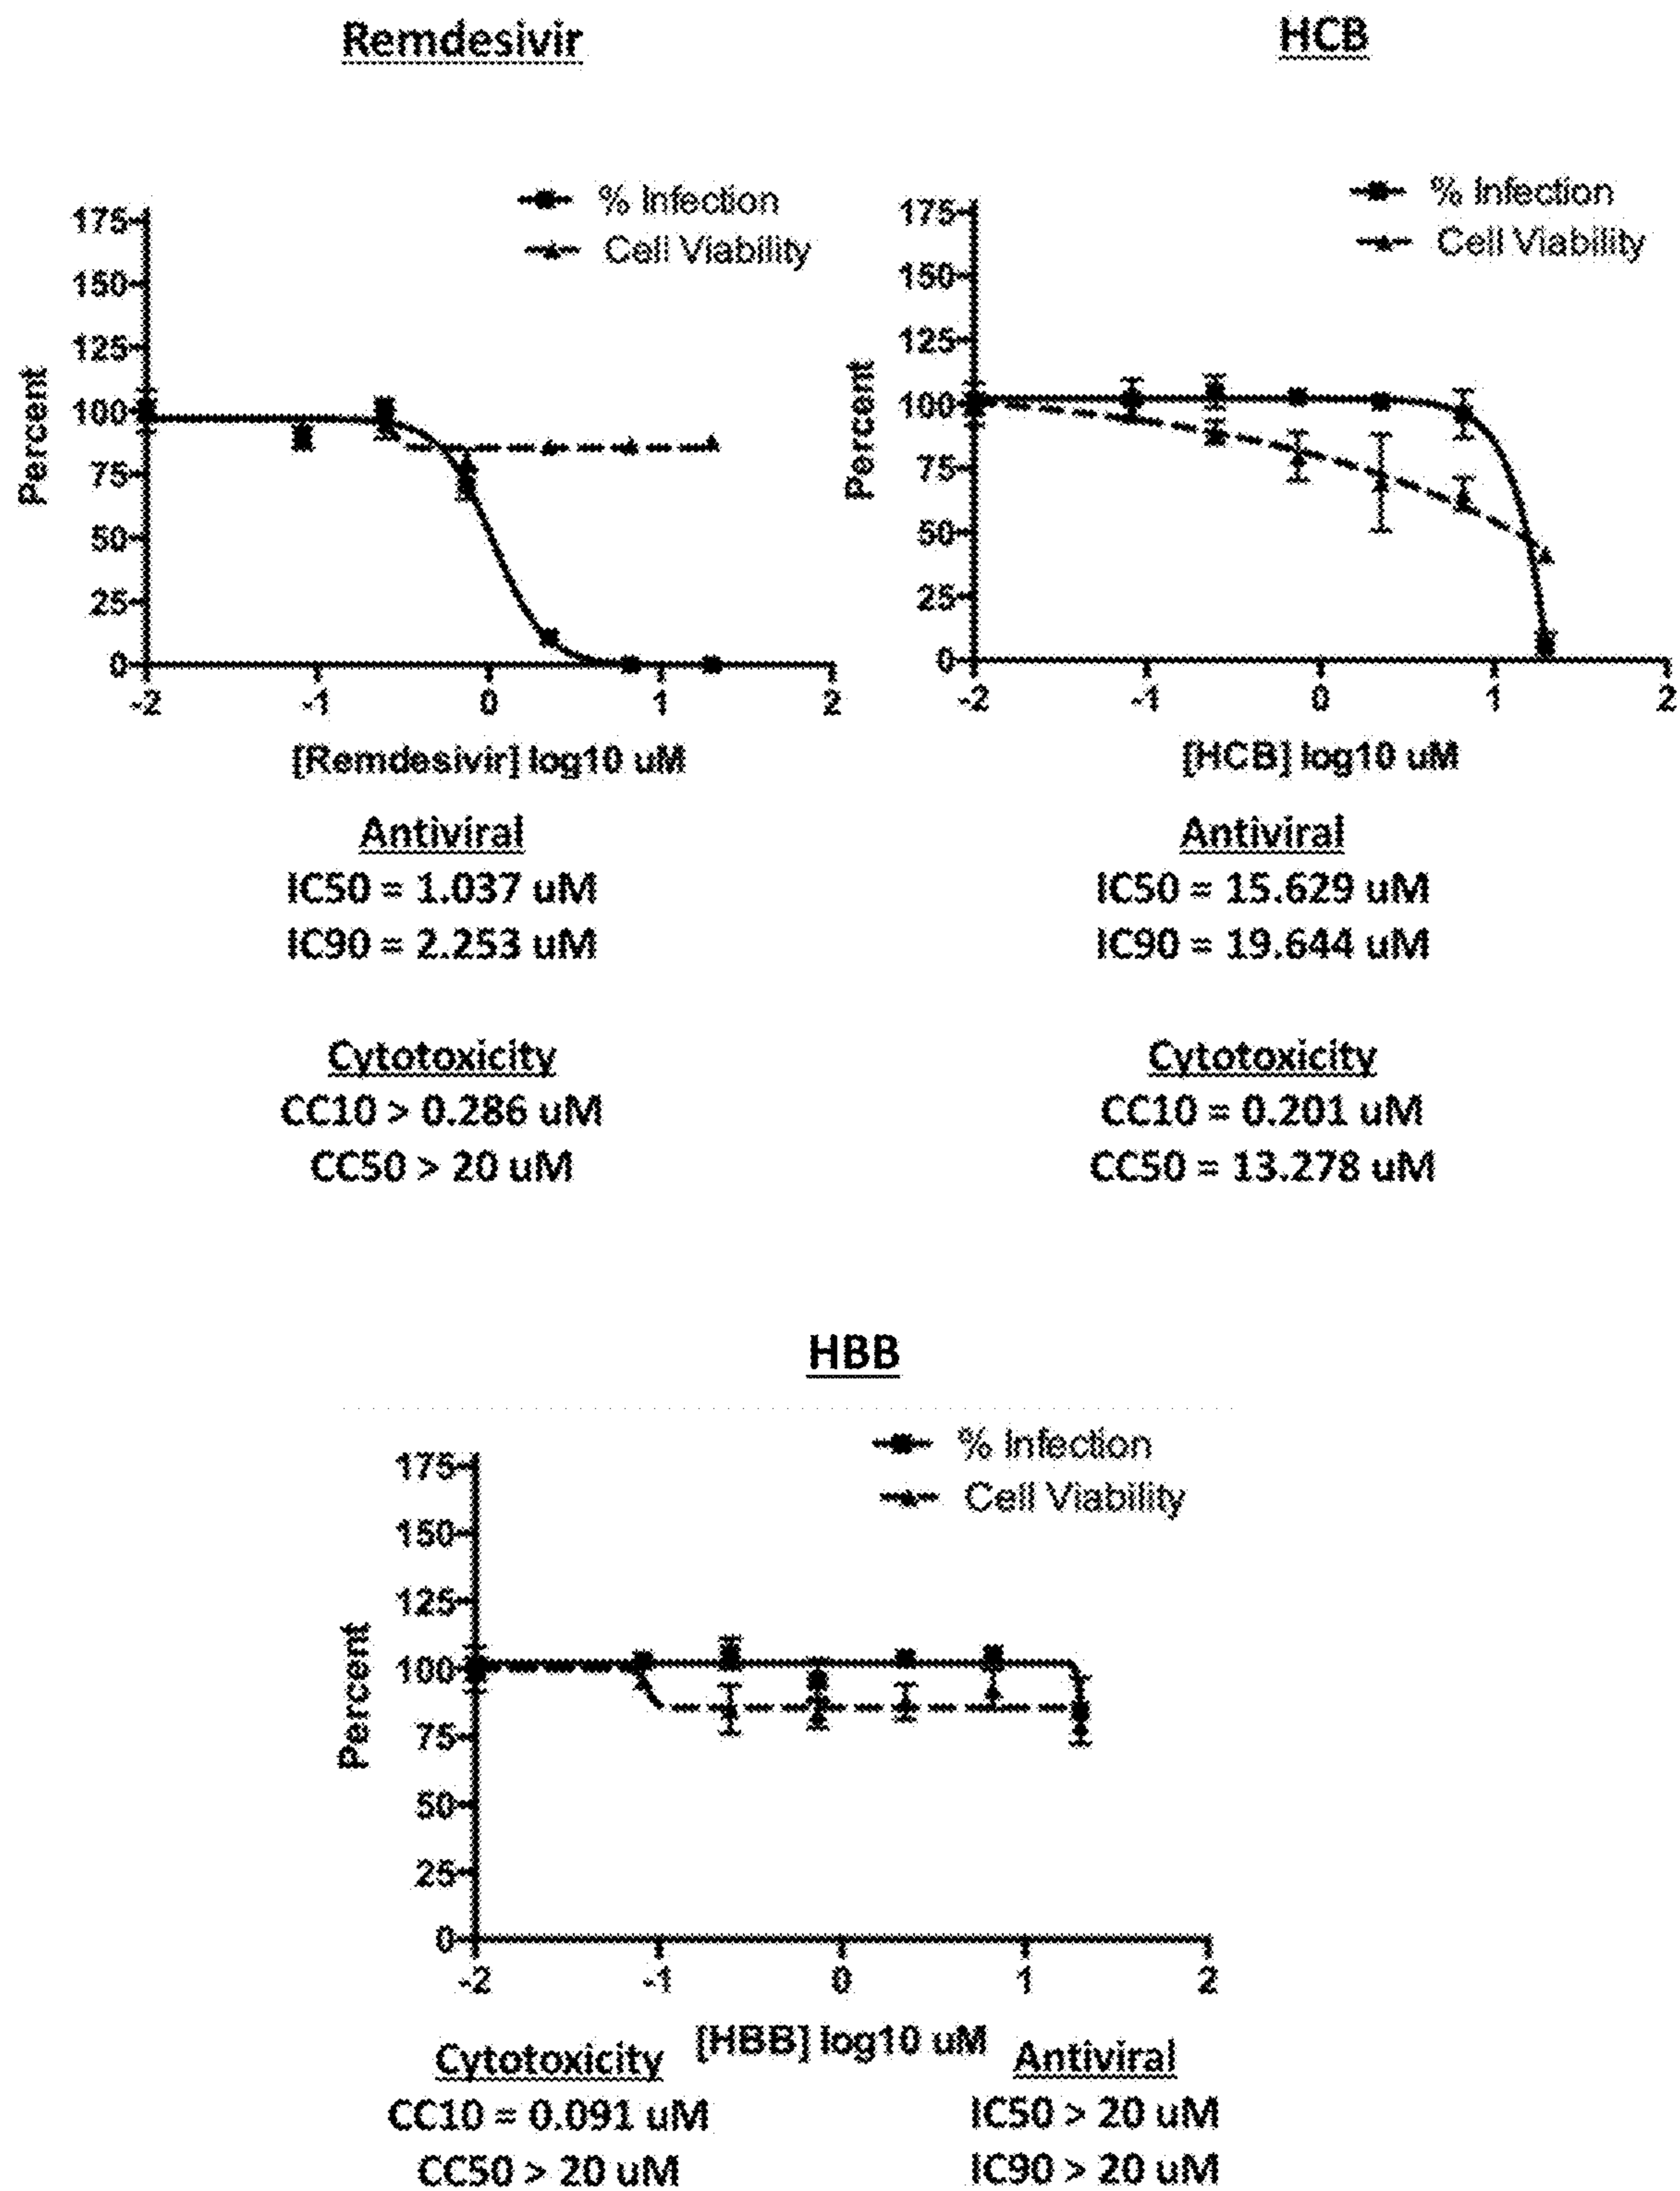 Remdesivir
% Infection
Cell Viability
175
150
125
100
75
50
25
0
Percent
-2 -1 0 1 2
[Remdesivir] log10 uM
Antiviral
IC50 = 1.037 uM
IC90 = 2.253 uM
Cytotoxicity
CC10 > 0.286 uM
CC50 > 20 uM
HCB
% Infection
Cell Viability
175
150
125
100
75
50
25
0
Percent
-2 -1 0 1 2
[HCB] log10 uM
Antiviral
IC50 = 15.629 uM
IC90 = 19.644 uM
Cytotoxicity
CC10 = 0.201 uM
CC50 = 13.278 uM
HBB
% Infection
Cell Viability
175
150
125
100
75
50
25
0
Percent
-2 -1 0 1 2
[HBB] log10 uM
Cytotoxicity
CC10 = 0.091 uM
CC50 > 20 uM
Antiviral
IC50 > 20 uM
IC90 > 20 uM